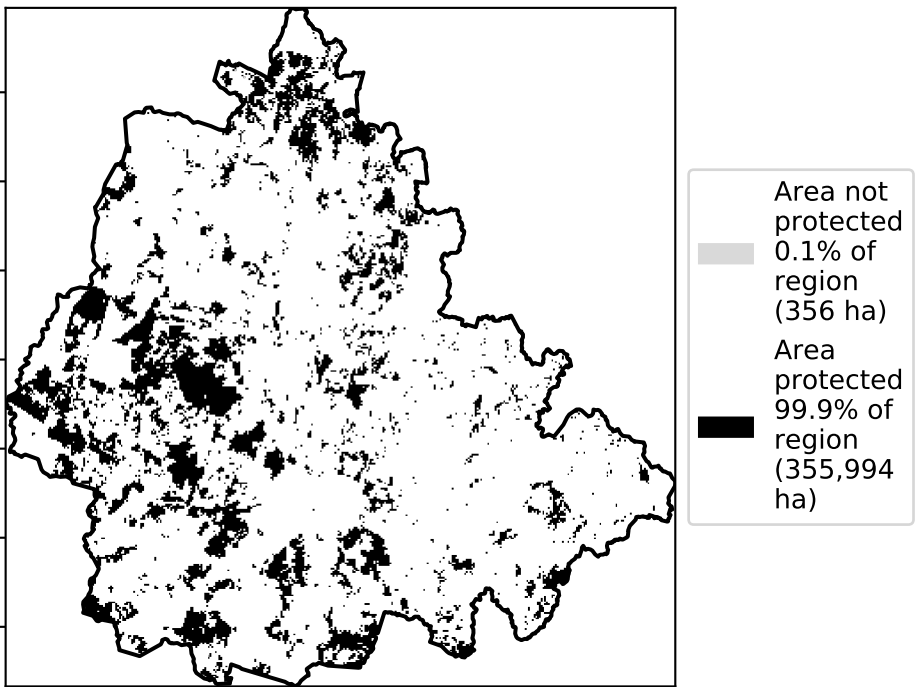 Area not
protected
0.1% of
region
(356 ha)
Area
protected
99.9% of
region
(355,994
ha)